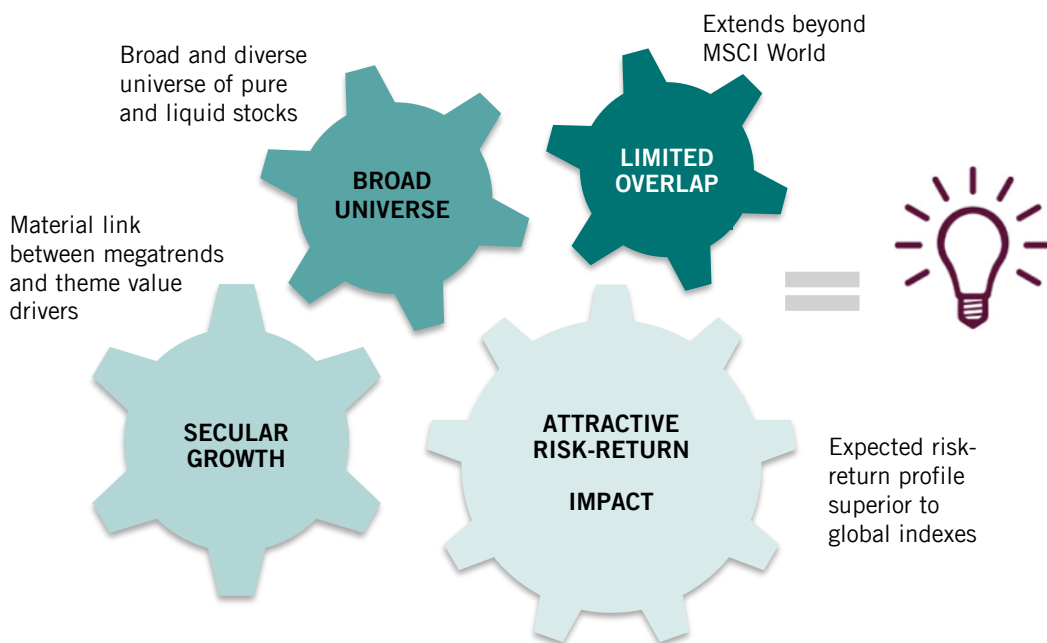 Extends beyond
MSCI World
Broad and diverse
universe of pure
and liquid stocks
LIMITED
OVERLAP
BROAD
UNIVERSE
Material link
between megatrends
and theme value
drivers
SECULAR
GROWTH
ATTRACTIVE
RISK-RETURN
IMPACT
Expected risk-
return profile
superior to
global indexes